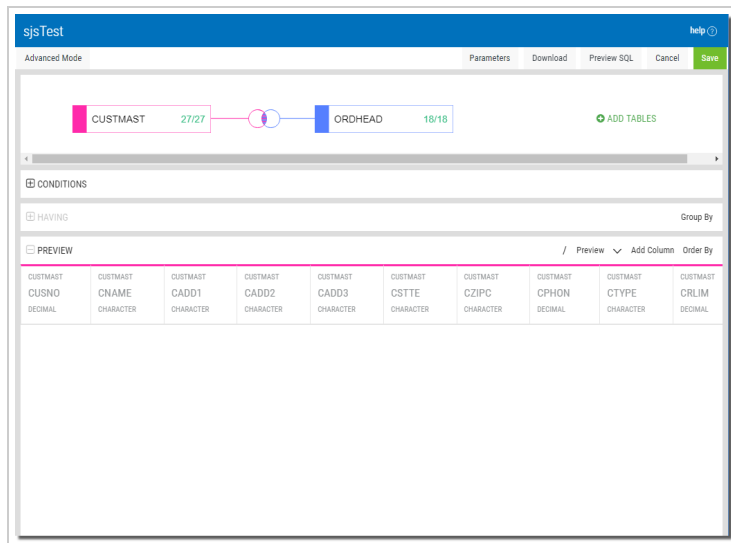 sjsTest help ?
Advanced Mode Parameters Download Preview SQL Cancel Save
CUSTMAST 27/27 ORDHEAD 18/18 ADD TABLES
CONDITIONS
HAVING Group By
PREVIEW / Preview Add Column Order By
CUSTMAST CUSTMAST CUSTMAST CUSTMAST CUSTMAST CUSTMAST CUSTMAST CUSTMAST CUSTMAST CUSTMAST
CUSNO CNAME CADD1 CADD2 CADD3 CSTTE CZIPC CPHON CTYPE CRLIM
DECIMAL CHARACTER CHARACTER CHARACTER CHARACTER CHARACTER CHARACTER DECIMAL CHARACTER DECIMAL